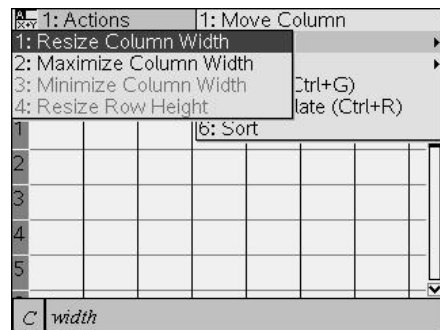 1: Actions
1: Move Column
1: Resize Column Width
2: Maximize Column Width
3: Minimize Column Width
Ctrl+G)
4: Resize Row Height
late (Ctrl+R)
6: Sort
1
2
3
4
5
C width